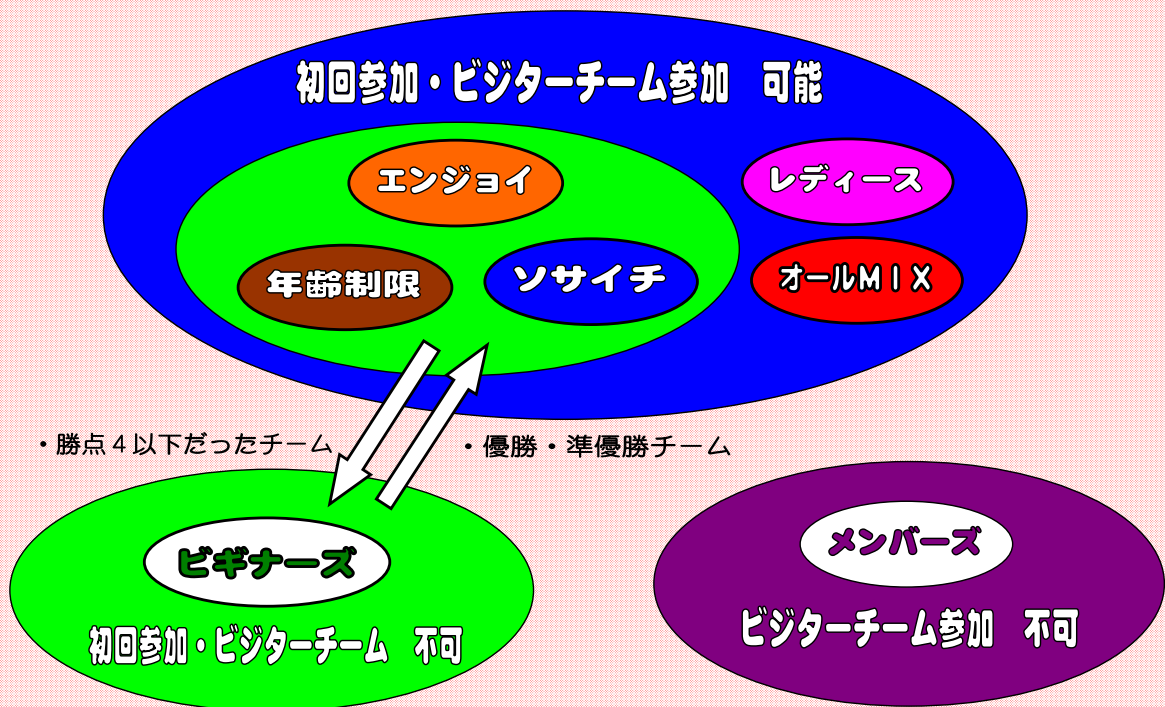 初回参加・ビジターチーム参加　可能
エンジョイ
レディース
年齢制限
ソサイチ
オールＭＩＸ
・勝点４以下だったチーム
・優勝・準優勝チーム
ビギナーズ
初回参加・ビジターチーム　不可
メンバーズ
ビジターチーム参加　不可